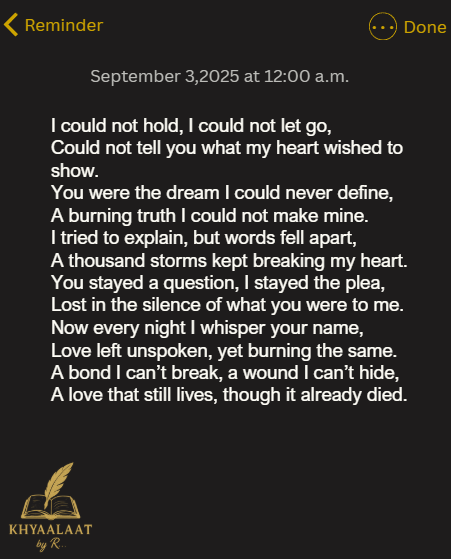 Reminder
Done
September 3,2025 at 12:00 a.m.
I could not hold, I could not let go,
Could not tell you what my heart wished to
show.
You were the dream I could never define,
A burning truth I could not make mine.
I tried to explain, but words fell apart,
A thousand storms kept breaking my heart.
You stayed a question, I stayed the plea,
Lost in the silence of what you were to me.
Now every night I whisper your name,
Love left unspoken, yet burning the same.
A bond I can’t break, a wound I can’t hide,
A love that still lives, though it already died.
KHYAALAAT
by R...